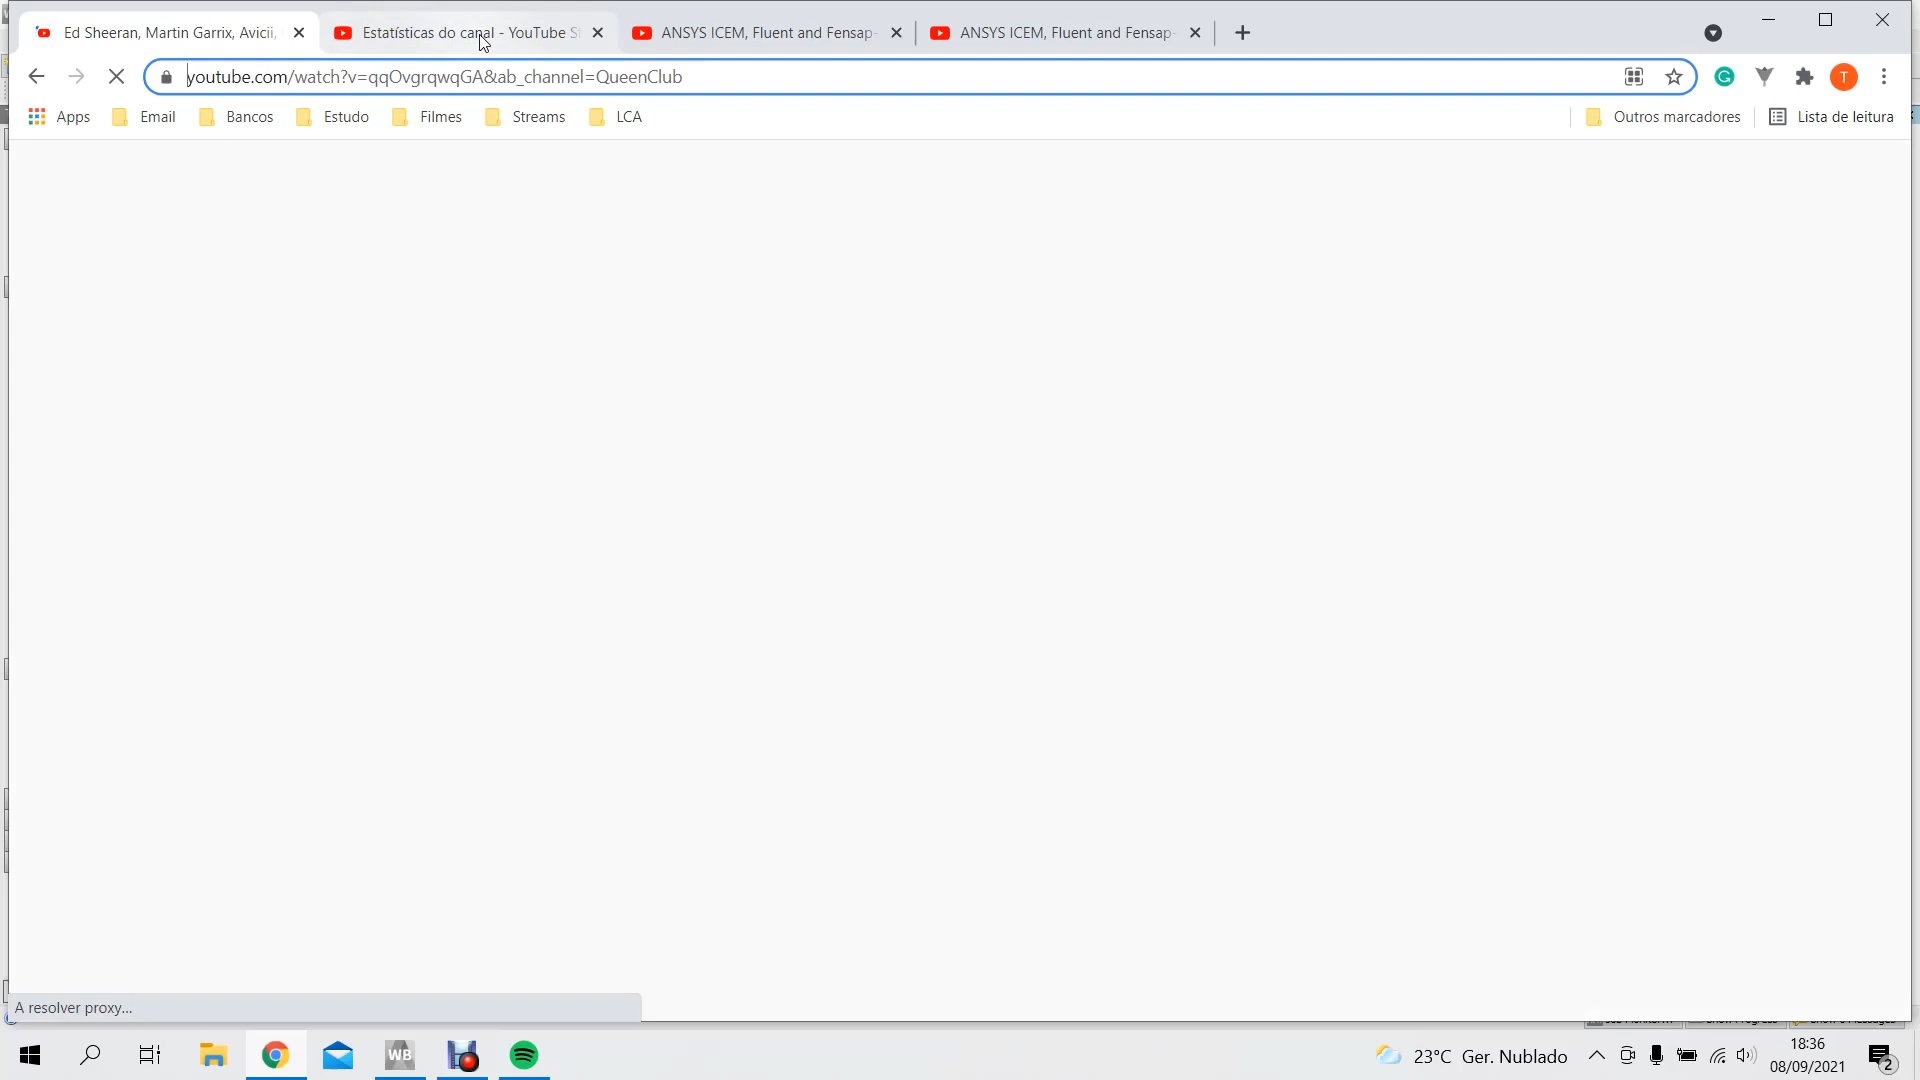 Ed Sheeran, Martin Garrix, Avicii,
Estatísticas do canal - YouTube S
ANSYS ICEM, Fluent and Fensap-
ANSYS ICEM, Fluent and Fensap-
youtube.com/watch?v=qqOvgrqwqGA&ab_channel=QueenClub
T
Apps
Email
Bancos
Estudo
Filmes
Streams
LCA
Outros marcadores
Lista de leitura
A resolver proxy...
WB
23°C Ger. Nublado
18:36
08/09/2021
2